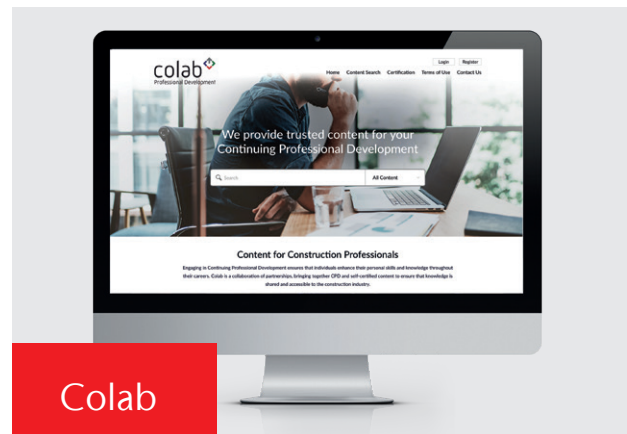 colab
Professional Development
Login Register
Home Content Search Certification Terms of Use Contact Us
We provide trusted content for your
Continuing Professional Development
Search All Content
Content for Construction Professionals
Engaging in Continuing Professional Development ensures that individuals enhance their personal skills and knowledge throughout
their careers. Colab is a collaboration of partnerships, bringing together CPD and self-certified content to ensure that knowledge is
shared and accessible to the construction industry.
Colab